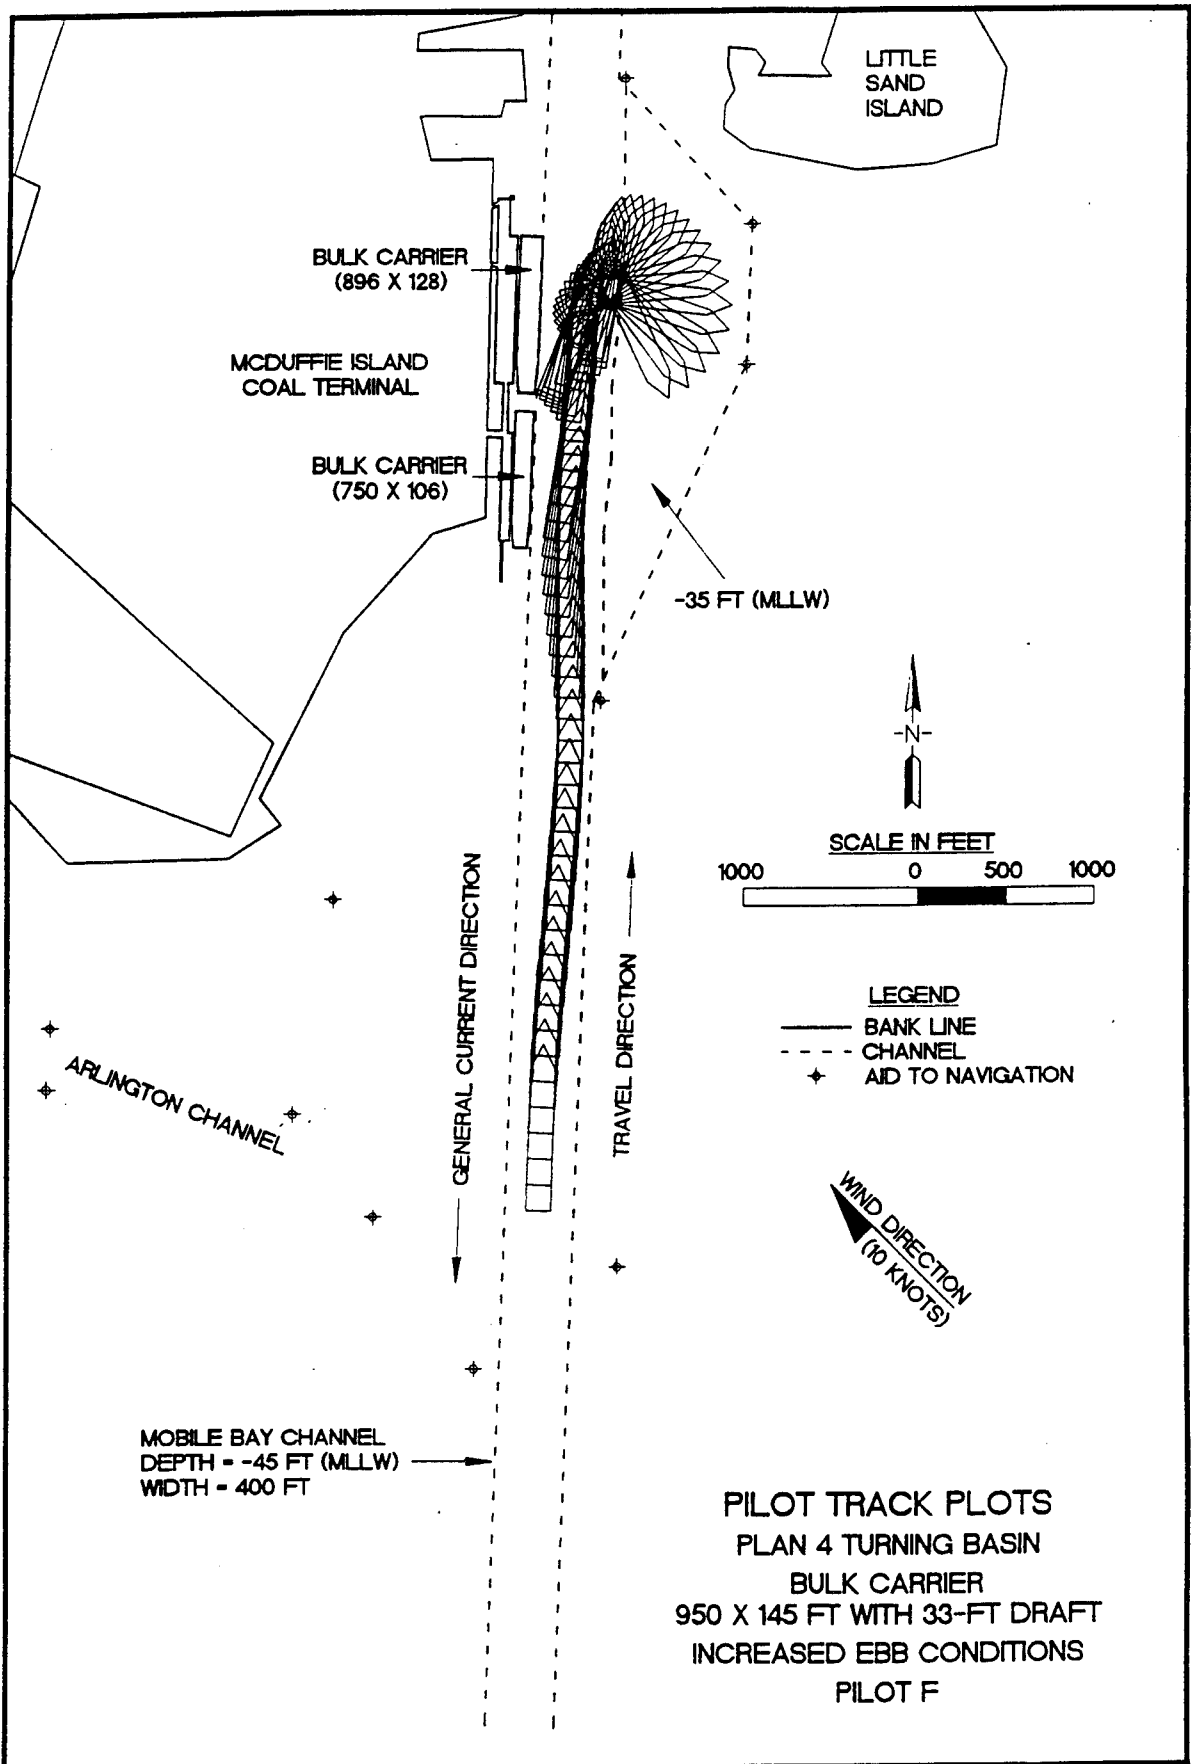 LITTLE
SAND
ISLAND
BULK CARRIER
(896 X 128)
MCDUFFIE ISLAND
COAL TERMINAL
BULK CARRIER
(750 X 106)
-35 FT (MLLW)
-N-
SCALE IN FEET
1000 0 500 1000
GENERAL CURRENT DIRECTION
TRAVEL DIRECTION
LEGEND
BANK LINE
CHANNEL
AID TO NAVIGATION
ARLINGTON CHANNEL
WIND DIRECTION
(10 KNOTS)
MOBILE BAY CHANNEL
DEPTH = -45 FT (MLLW)
WIDTH = 400 FT
PILOT TRACK PLOTS
PLAN 4 TURNING BASIN
BULK CARRIER
950 X 145 FT WITH 33-FT DRAFT
INCREASED EBB CONDITIONS
PILOT F